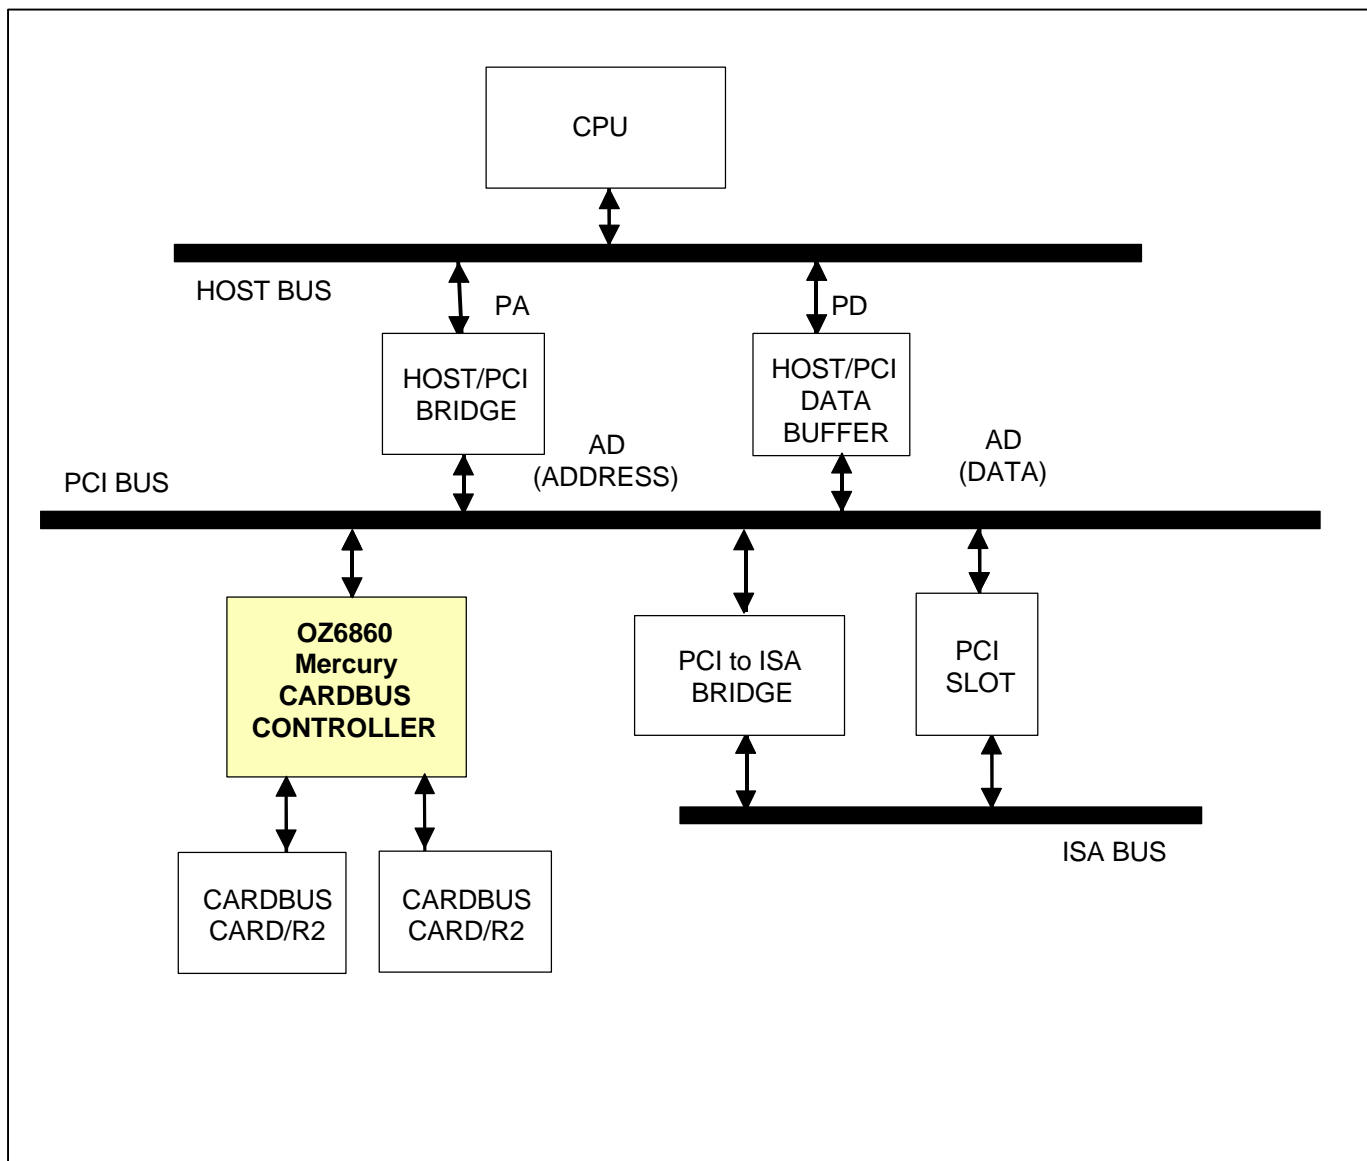 CPU
HOST BUS
PA
PD
HOST/PCI
BRIDGE
HOST/PCI
DATA
BUFFER
AD
(ADDRESS)
AD
(DATA)
PCI BUS
OZ6860
Mercury
CARDBUS
CONTROLLER
PCI to ISA
BRIDGE
PCI
SLOT
ISA BUS
CARDBUS
CARD/R2
CARDBUS
CARD/R2